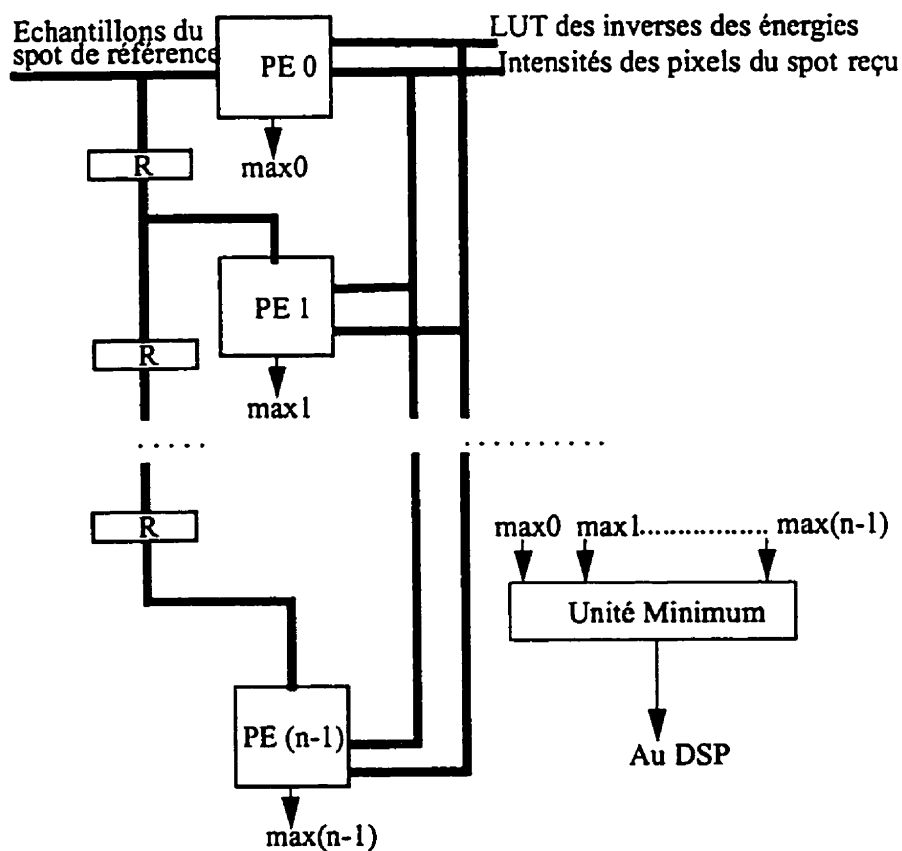 Echantillons du
spot de référence
PE 0
LUT des inverses des énergies
Intensités des pixels du spot reçu
max0
R
PE 1
R
max1
. . . . .
. . . . . . . . . . .
R
max0 max1................. max(n-1)
Unité Minimum
PE (n-1)
Au DSP
max(n-1)